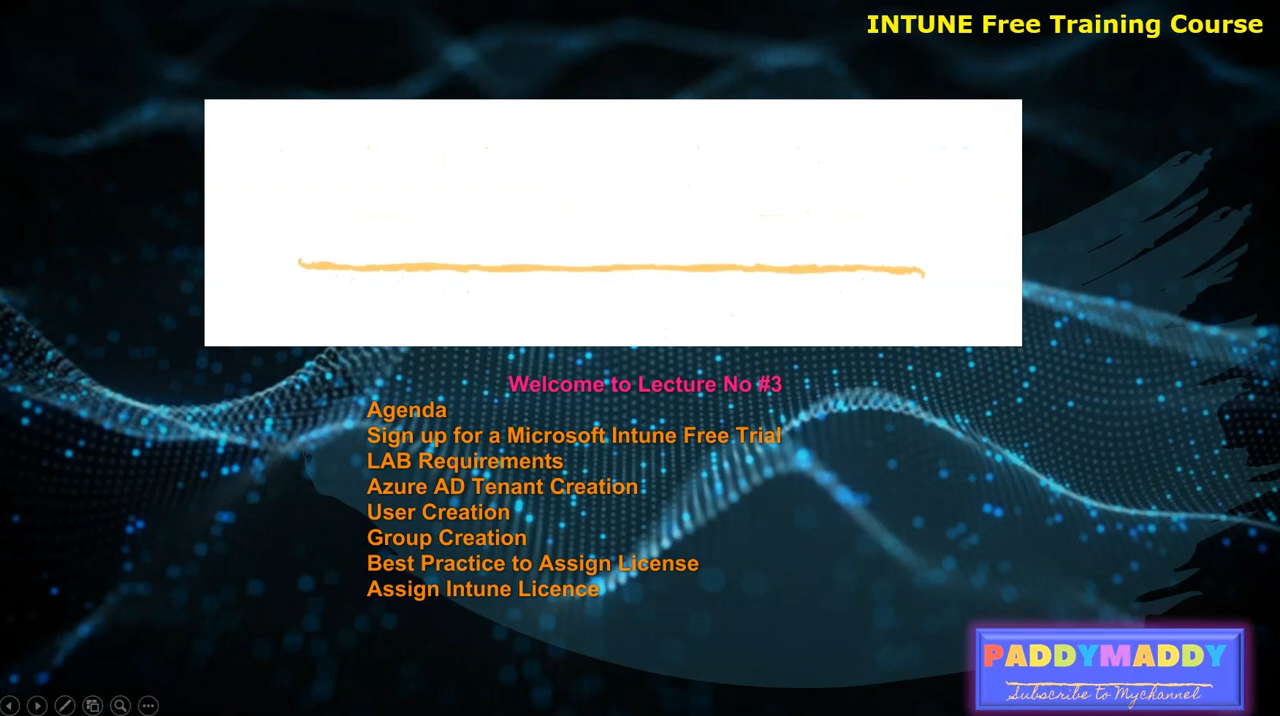 INTUNE Free Training Course
Welcome to Lecture No #3
Agenda
Sign up for a Microsoft Intune Free Trial
LAB Requirements
Azure AD Tenant Creation
User Creation
Group Creation
Best Practice to Assign License
Assign Intune Licence
PADDYMADDY
Subscribe to Mychannel